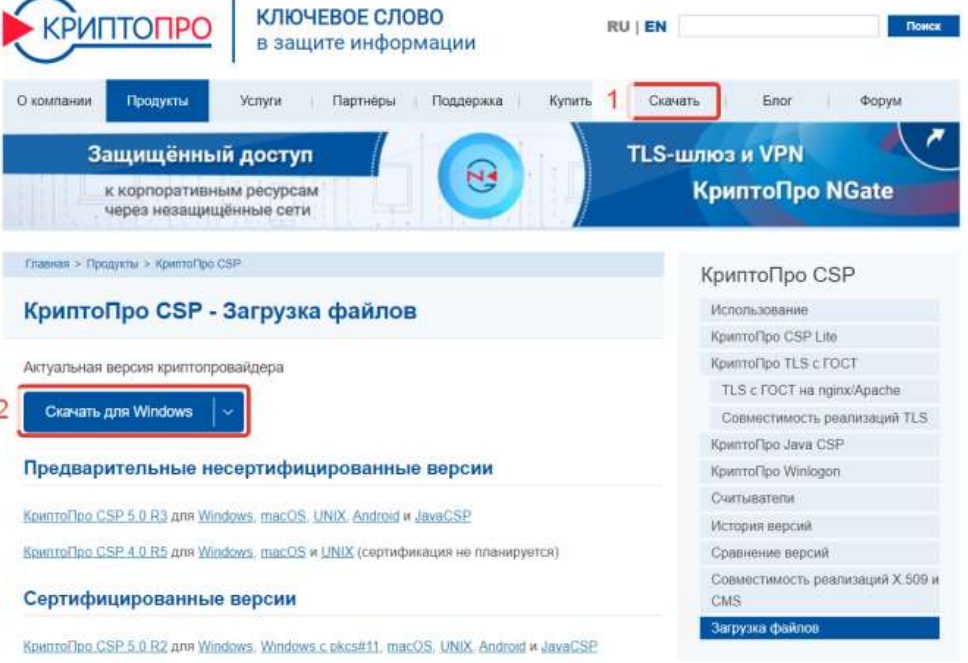 КРИПТОПРО
КЛЮЧЕВОЕ СЛОВО
в защите информации
RU | EN
Поиск
О компании Продукты Услуги Партнёры Поддержка Купить 1 Скачать Блог Форум
Защищённый доступ
к корпоративным ресурсам
через незащищённые сети
NG
TLS-шлюз и VPN
КриптоПро NGate
Главная > Продукты > КриптоПро CSP
КриптоПро CSP - Загрузка файлов
Актуальная версия криптопровайдера
2 Скачать для Windows
Предварительные несертифицированные версии
КриптоПро CSP 5.0 R3 для Windows, macOS, UNIX, Android и JavaCSP
КриптоПро CSP 4.0 R5 для Windows, macOS и UNIX (сертификация не планируется)
Сертифицированные версии
КриптоПро CSP 5.0 R2 для Windows, Windows с pkcs#11, macOS, UNIX, Android и JavaCSP
КриптоПро CSP
Использование
КриптоПро CSP Lite
КриптоПро TLS с ГОСТ
TLS с ГОСТ на nginx/Apache
Совместимость реализаций TLS
КриптоПро Java CSP
КриптоПро Winlogon
Считыватели
История версий
Сравнение версий
Совместимость реализаций X.509 и
CMS
Загрузка файлов